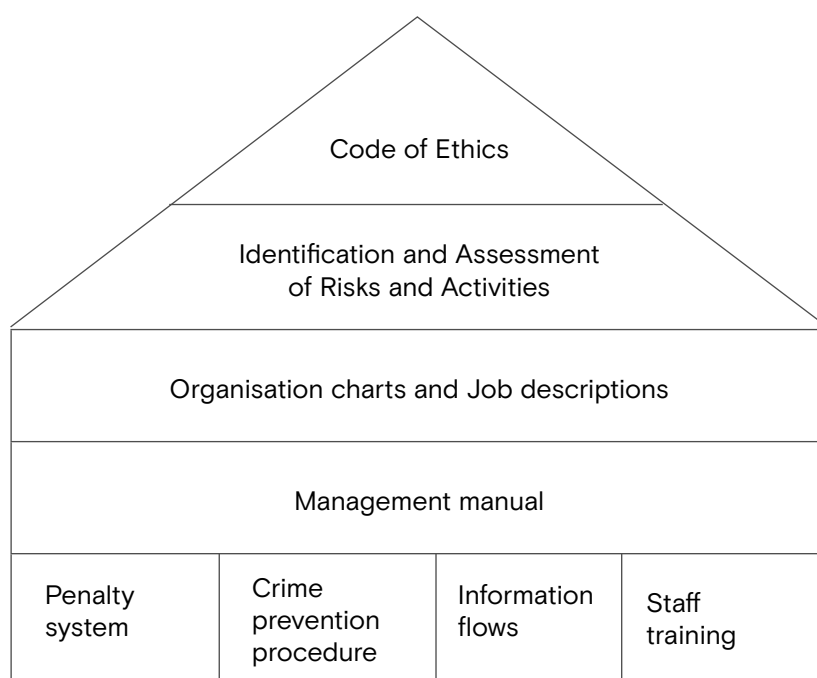 Code of Ethics
Identification and Assessment
of Risks and Activities
Organisation charts and Job descriptions
Management manual
Penalty
system
Crime
prevention
procedure
Information
flows
Staff
training